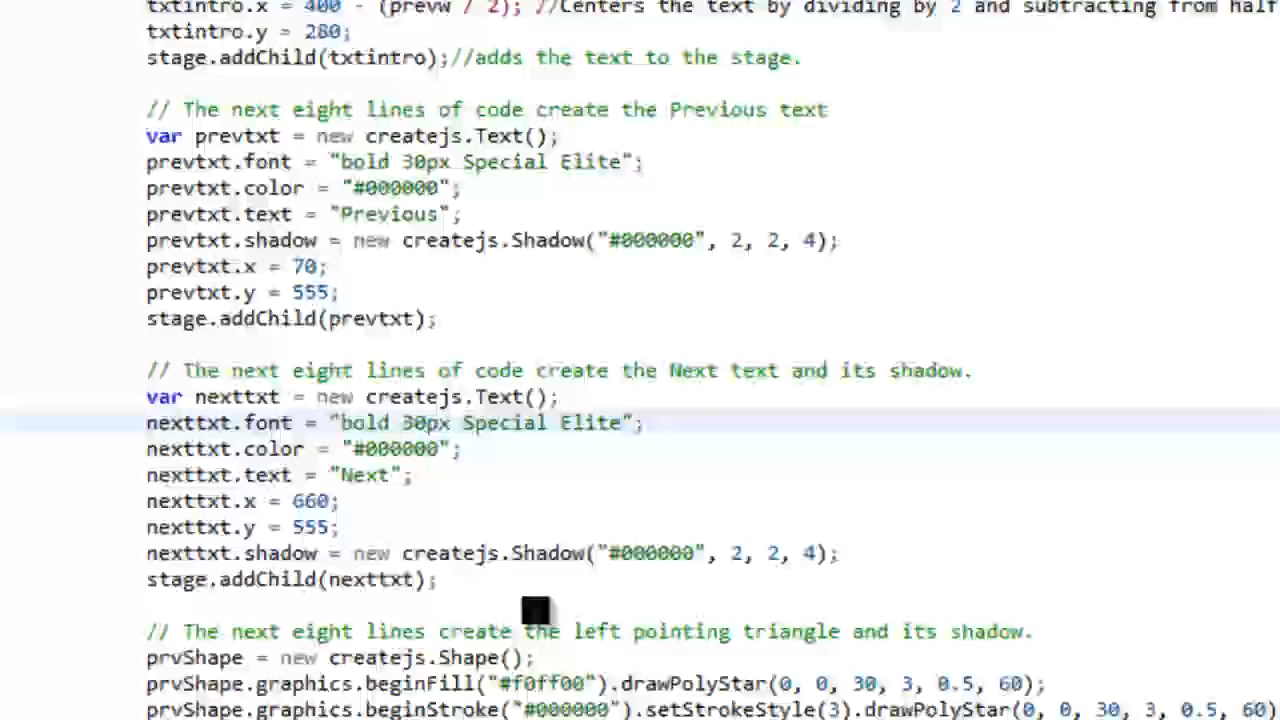 txtintro.x = 400 - (prevw / 2); //Centers the text by dividing by 2 and subtracting from half
txtintro.y = 280;
stage.addChild(txtintro);//adds the text to the stage.
// The next eight lines of code create the Previous text
var prevtxt = new createjs.Text();
prevtxt.font = "bold 30px Special Elite";
prevtxt.color = "#000000";
prevtxt.text = "Previous";
prevtxt.shadow = new createjs.Shadow("#000000", 2, 2, 4);
prevtxt.x = 70;
prevtxt.y = 555;
stage.addChild(prevtxt);
// The next eight lines of code create the Next text and its shadow.
var nexttxt = new createjs.Text();
nexttxt.font = "bold 30px Special Elite";
nexttxt.color = "#000000";
nexttxt.text = "Next";
nexttxt.x = 660;
nexttxt.y = 555;
nexttxt.shadow = new createjs.Shadow("#000000", 2, 2, 4);
stage.addChild(nexttxt);
// The next eight lines create the left pointing triangle and its shadow.
prvShape = new createjs.Shape();
prvShape.graphics.beginFill("#f0ff00").drawPolyStar(0, 0, 30, 3, 0.5, 60);
prvShape.graphics.beginStroke("#000000").setStrokeStyle(3).drawPolyStar(0, 0, 30, 3, 0.5, 60)